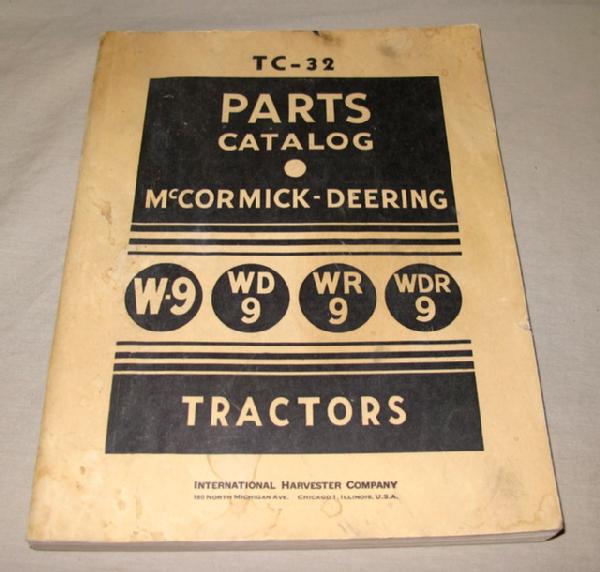 TC-32
PARTS
CATALOG
McCORMICK-DEERING
W-9 WD 9 WR 9 WDR 9
TRACTORS
INTERNATIONAL HARVESTER COMPANY
180 NORTH MICHIGAN AVE. CHICAGO 1, ILLINOIS, U.S.A.